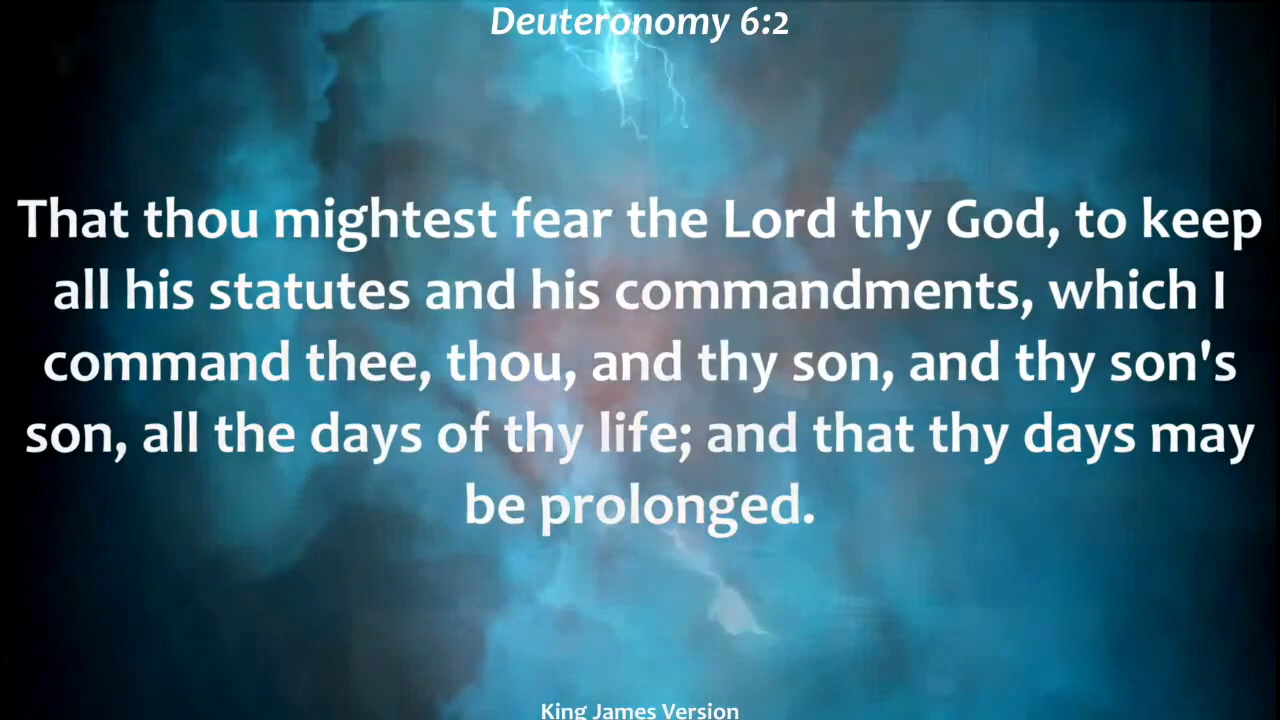 Deuteronomy 6:2
That thou mightest fear the Lord thy God, to keep
all his statutes and his commandments, which I
command thee, thou, and thy son, and thy son's
son, all the days of thy life; and that thy days may
be prolonged.
King James Version